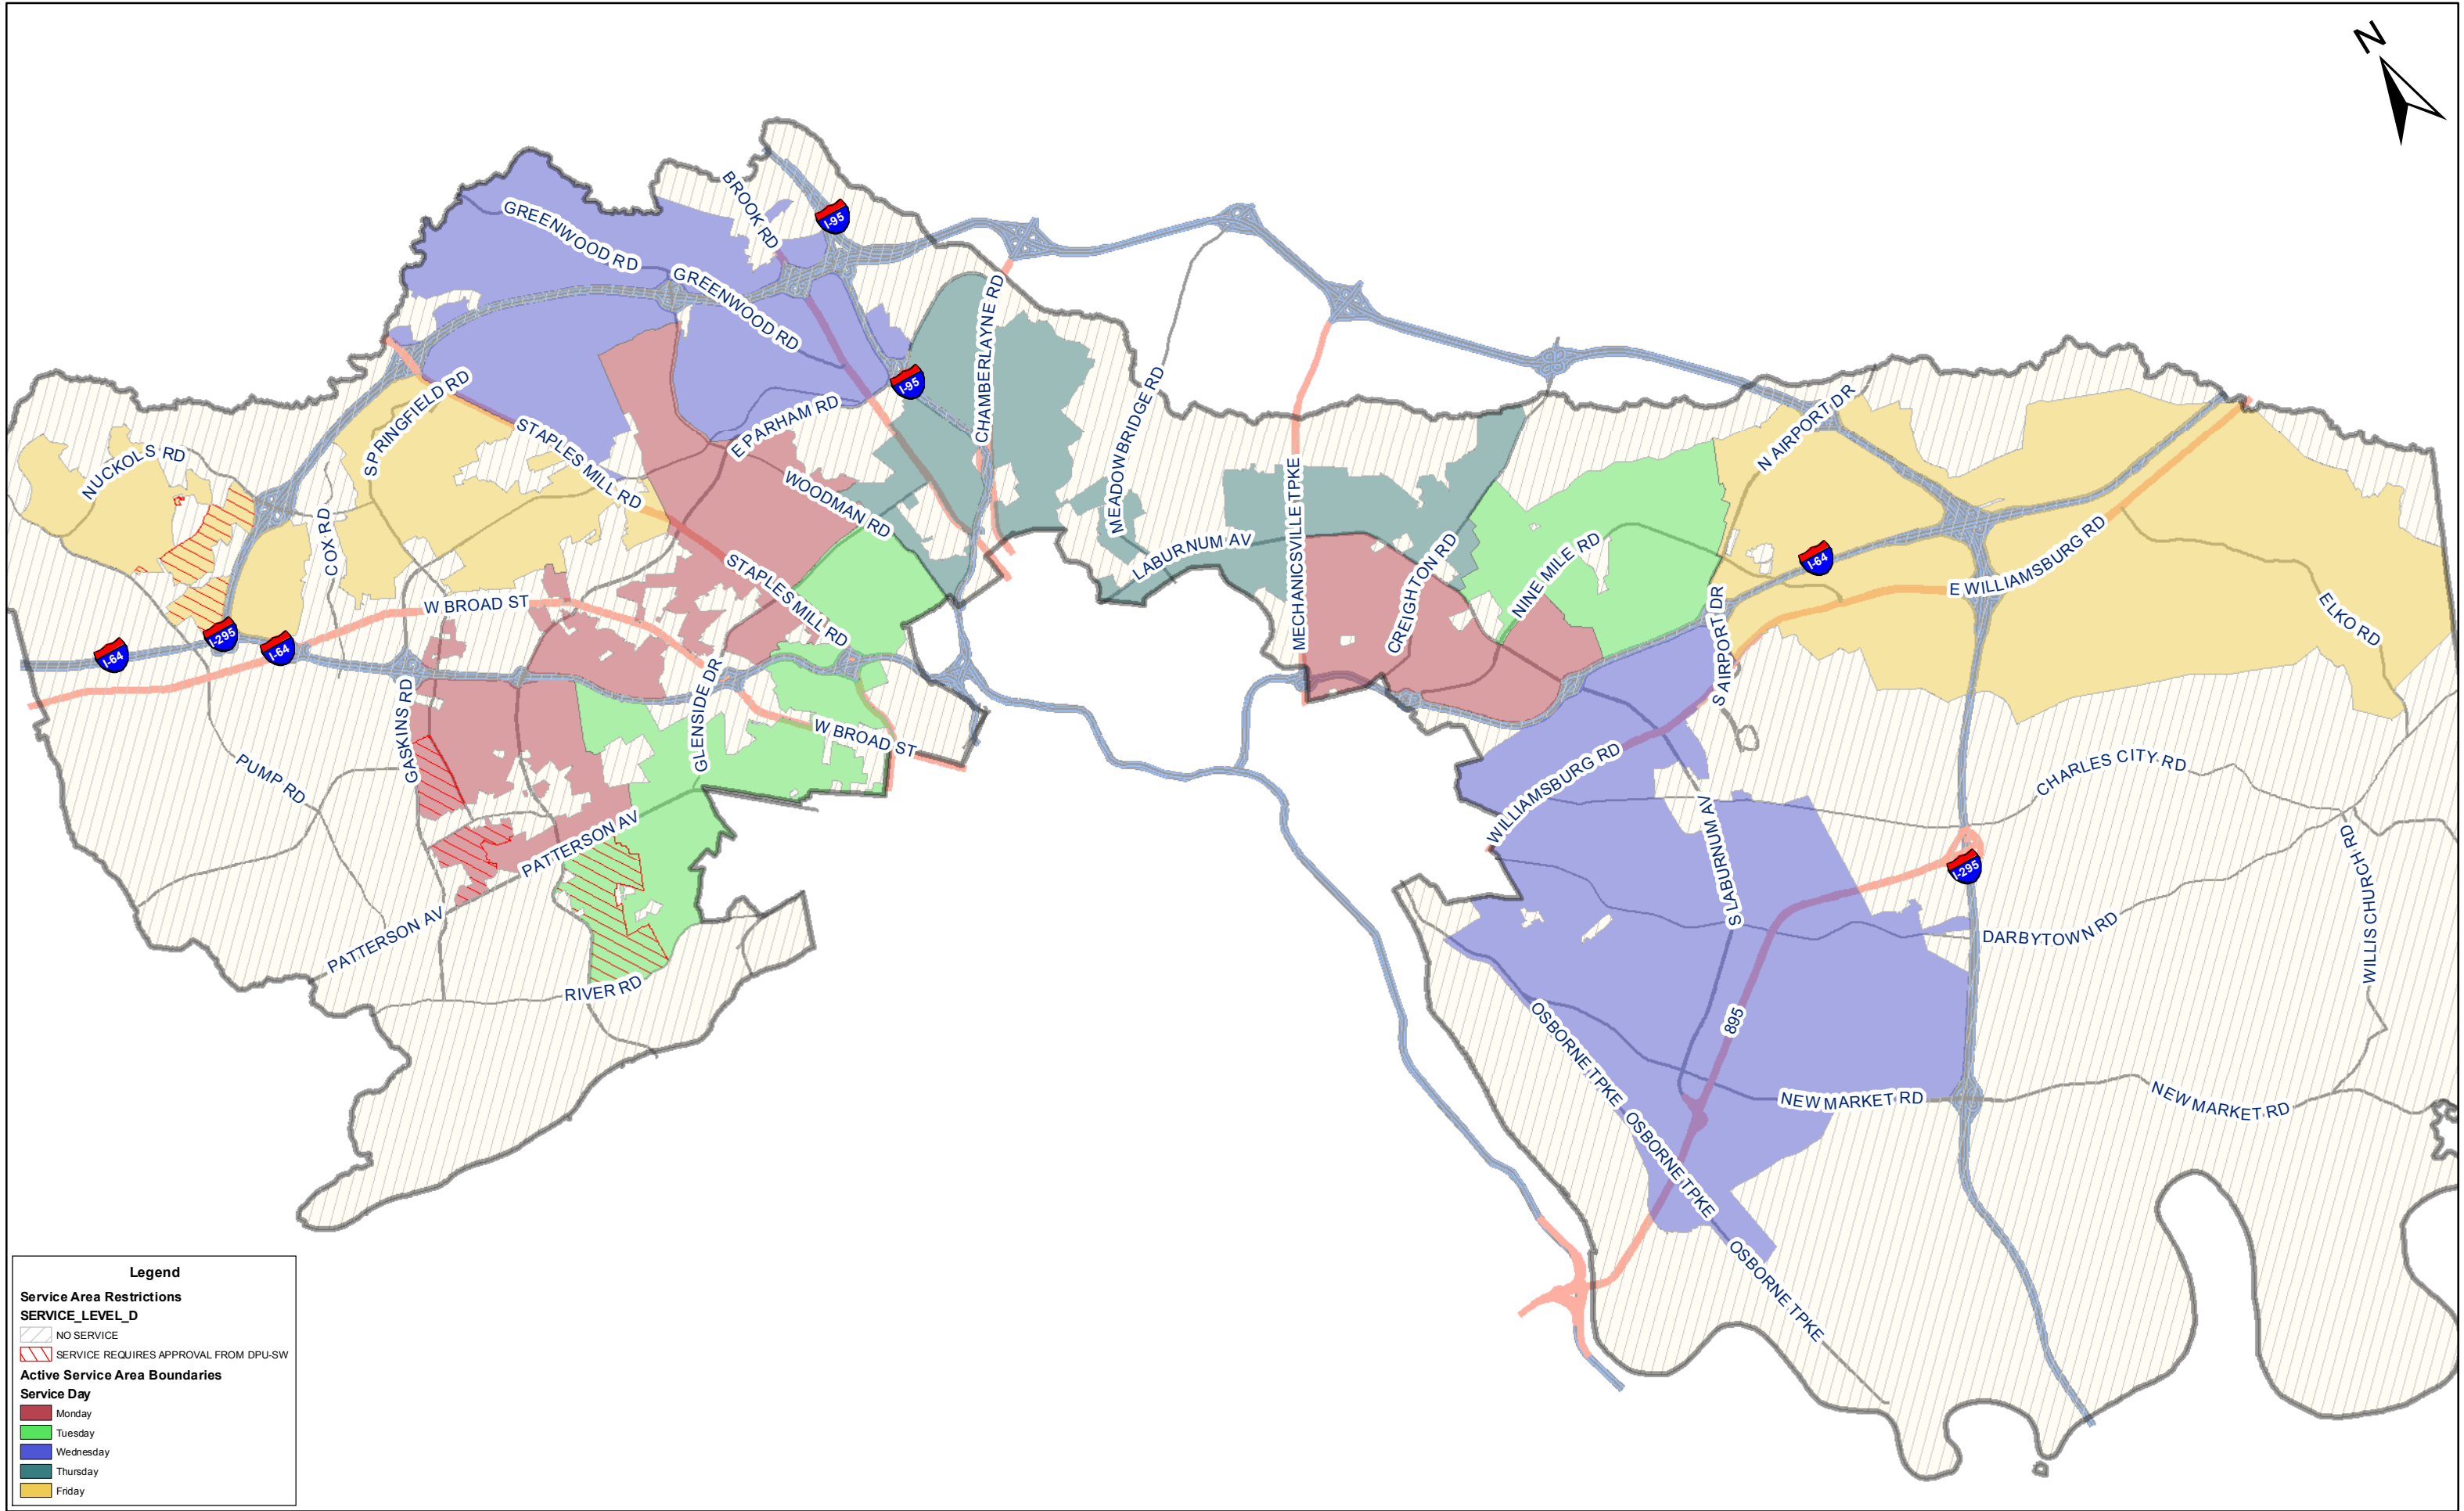 N
BROOK RD
I-95
GREENWOOD RD
GREENWOOD RD
CHAMBERLAYNE RD
I-95
SPRINGFIELD RD
E PARHAM RD
MEADOWBRIDGE RD
N AIRPORT DR
STAPLES MILL RD
NUCKOLS RD
WOODMAN RD
COX RD
LABURNUM AV
MECHANICSVILLE TPKE
CREIGHTON RD
NINE MILE RD
I-64
E WILLIAMSBURG RD
STAPLES MILL RD
W BROAD ST
ELKO RD
I-64
I-295
I-64
S AIRPORT DR
GASKINS RD
GLENSIDE DR
W BROAD ST
PUMP RD
WILLIAMSBURG RD
CHARLES CITY RD
PATTERSON AV
S LABURNUM AV
I-295
WILLIS CHURCH RD
PATTERSON AV
DARBYTOWN RD
RIVER RD
895
OSBORNE TPKE
NEW MARKET RD
NEW MARKET RD
OSBORNE TPKE
OSBORNE TPKE
Legend
Service Area Restrictions
SERVICE_LEVEL_D
NO SERVICE
SERVICE REQUIRES APPROVAL FROM DPU-SW
Active Service Area Boundaries
Service Day
Monday
Tuesday
Wednesday
Thursday
Friday